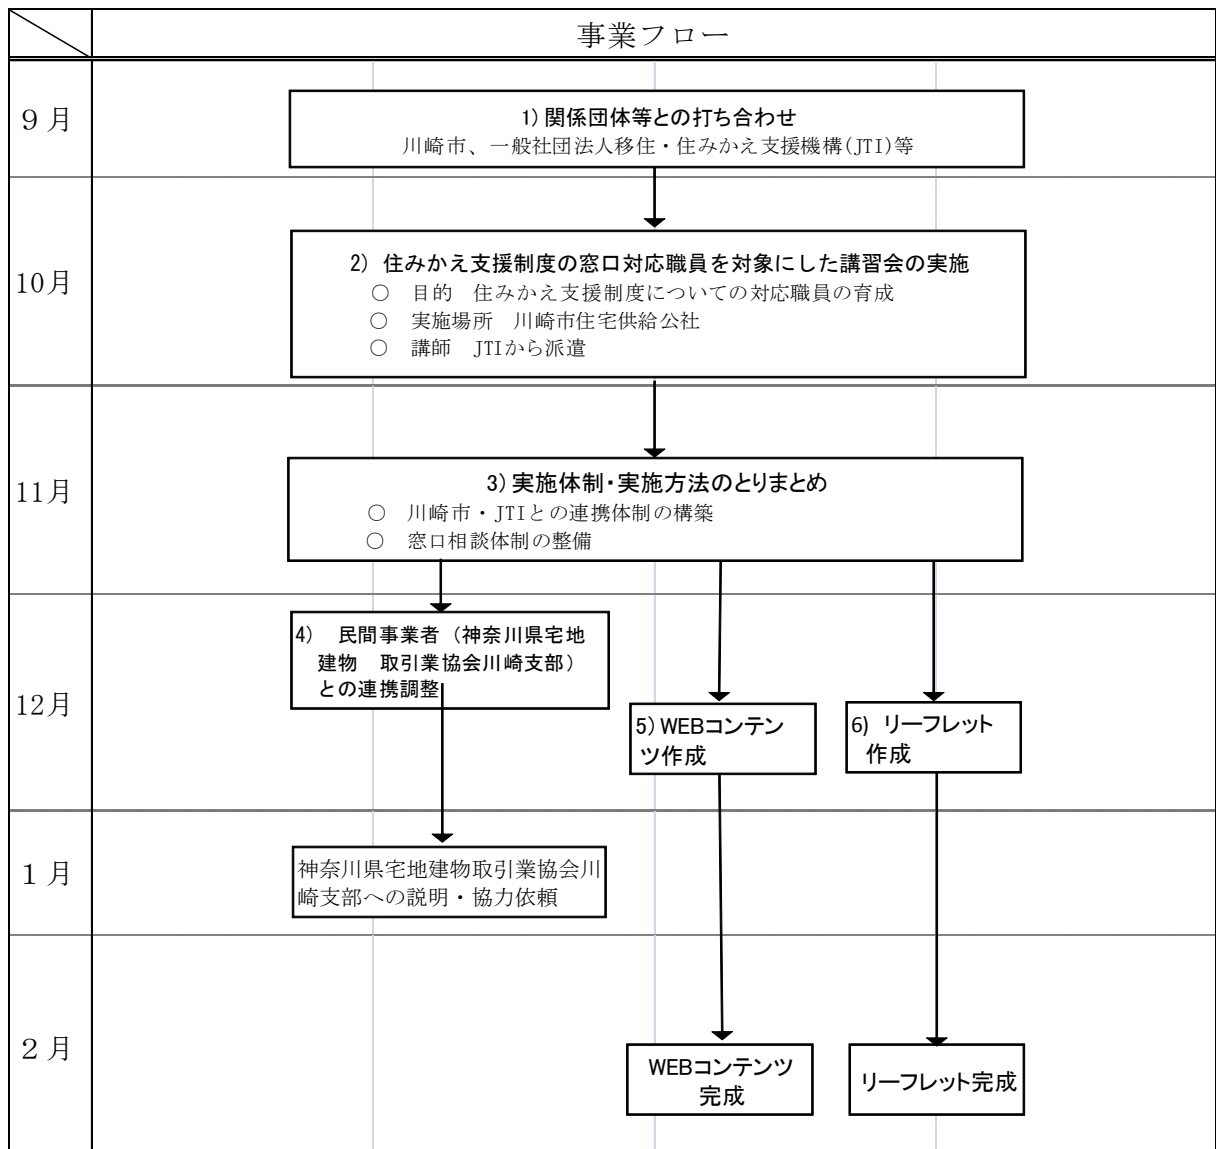 事業フロー
９月
1) 関係団体等との打ち合わせ
川崎市、一般社団法人移住・住みかえ支援機構(JTI)等
10月
2) 住みかえ支援制度の窓口対応職員を対象にした講習会の実施
○ 目的 住みかえ支援制度についての対応職員の育成
○ 実施場所 川崎市住宅供給公社
○ 講師 JTIから派遣
11月
3) 実施体制・実施方法のとりまとめ
○ 川崎市・JTIとの連携体制の構築
○ 窓口相談体制の整備
12月
4) 民間事業者（神奈川県宅地
建物 取引業協会川崎支部）
との連携調整
5) WEBコンテン
ツ作成
6) リーフレット
作成
１月
神奈川県宅地建物取引業協会川
崎支部への説明・協力依頼
２月
WEBコンテンツ
完成
リーフレット完成